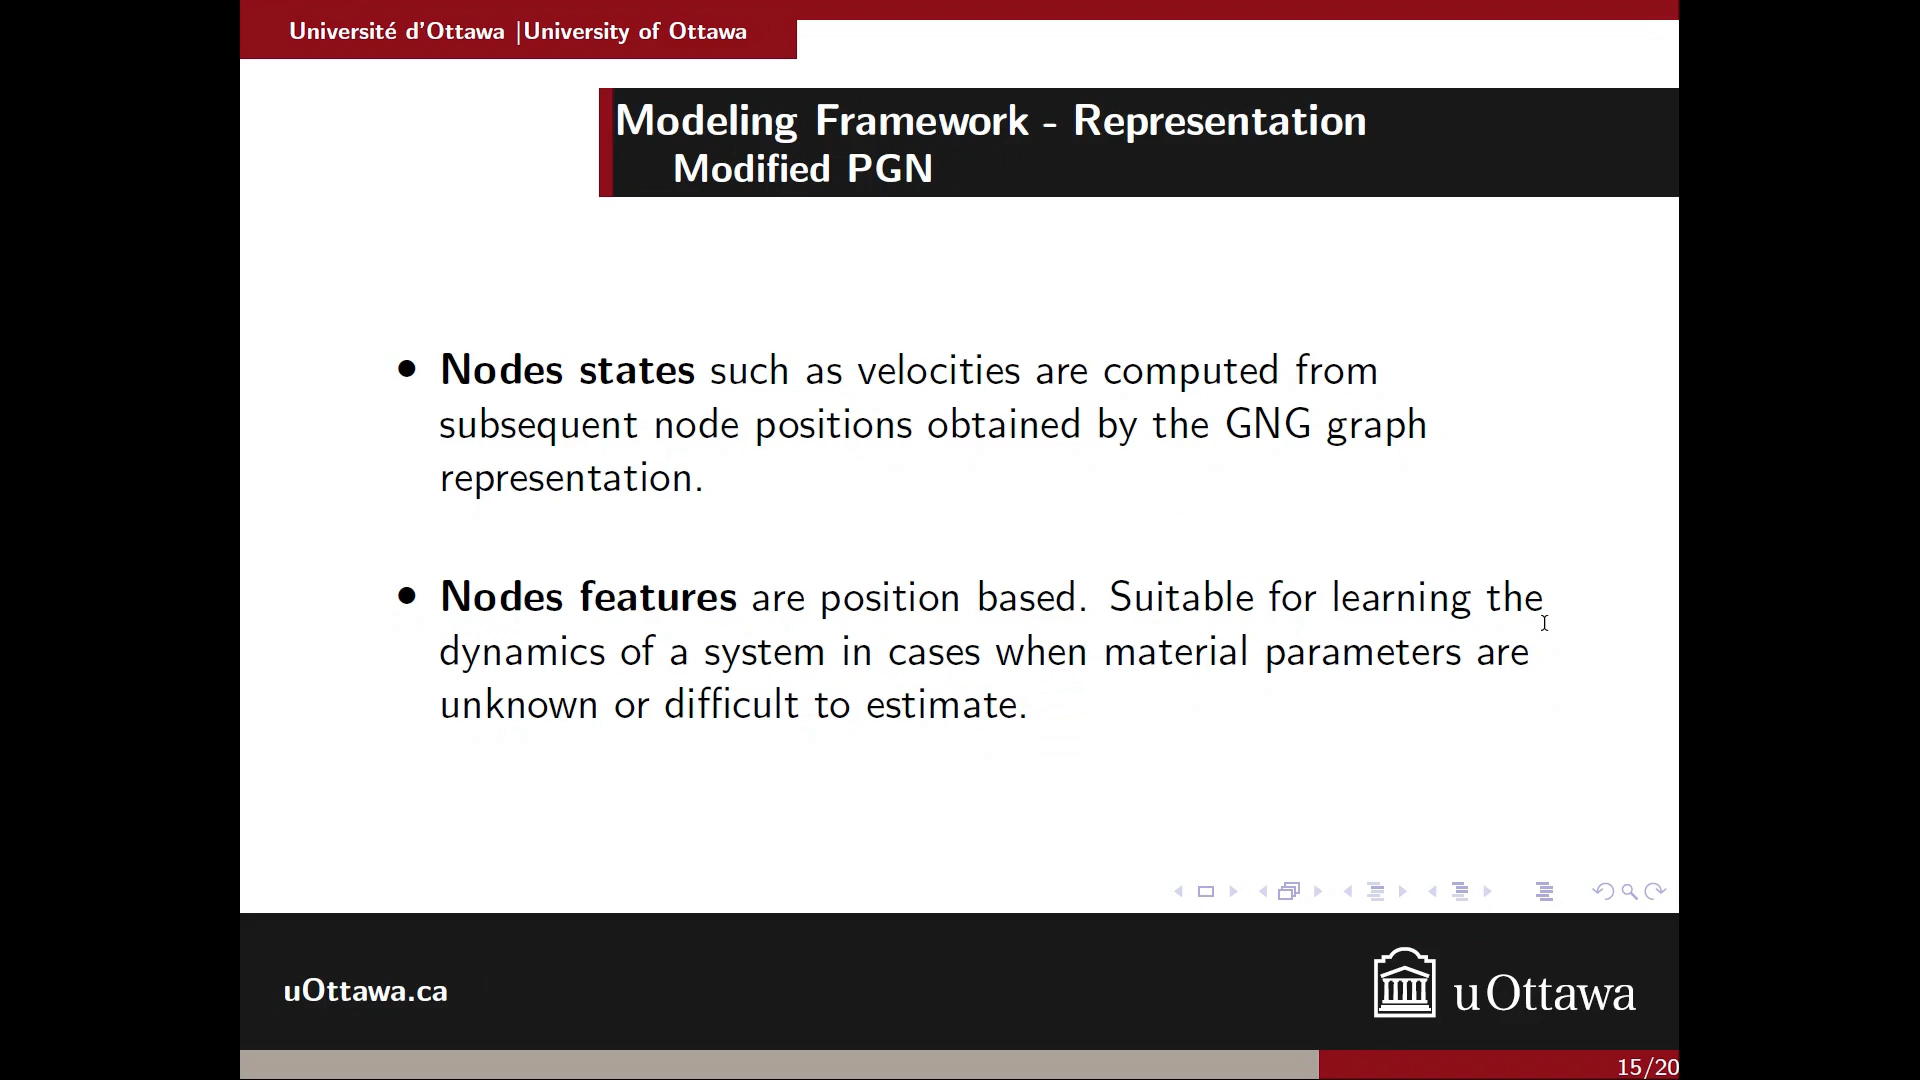 Université d'Ottawa |University of Ottawa
Modeling Framework - Representation
Modified PGN
• Nodes states such as velocities are computed from
subsequent node positions obtained by the GNG graph
representation.
• Nodes features are position based. Suitable for learning the
dynamics of a system in cases when material parameters are
unknown or difficult to estimate.
uOttawa.ca
uOttawa
15/20